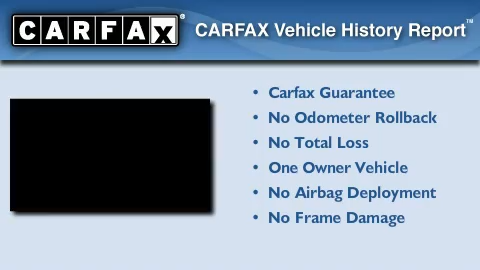 CARFAX® CARFAX Vehicle History Report™
• Carfax Guarantee
• No Odometer Rollback
• No Total Loss
• One Owner Vehicle
• No Airbag Deployment
• No Frame Damage